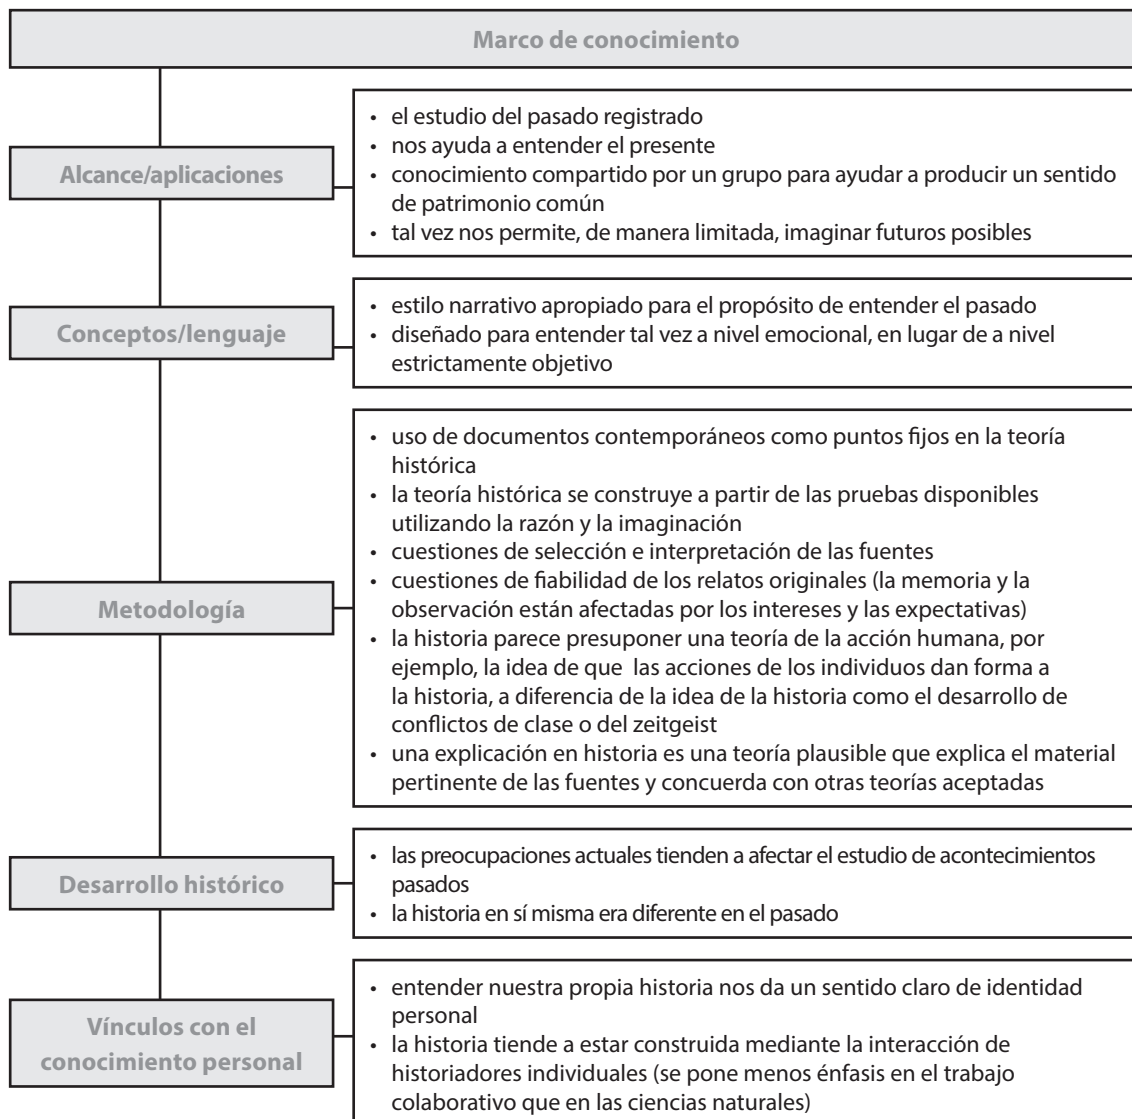 Marco de conocimiento
Alcance/aplicaciones
• el estudio del pasado registrado
• nos ayuda a entender el presente
• conocimiento compartido por un grupo para ayudar a producir un sentido
de patrimonio común
• tal vez nos permite, de manera limitada, imaginar futuros posibles
Conceptos/lenguaje
• estilo narrativo apropiado para el propósito de entender el pasado
• diseñado para entender tal vez a nivel emocional, en lugar de a nivel
estrictamente objetivo
Metodología
• uso de documentos contemporáneos como puntos fijos en la teoría
histórica
• la teoría histórica se construye a partir de las pruebas disponibles
utilizando la razón y la imaginación
• cuestiones de selección e interpretación de las fuentes
• cuestiones de fiabilidad de los relatos originales (la memoria y la
observación están afectadas por los intereses y las expectativas)
• la historia parece presuponer una teoría de la acción humana, por
ejemplo, la idea de que las acciones de los individuos dan forma a
la historia, a diferencia de la idea de la historia como el desarrollo de
conflictos de clase o del zeitgeist
• una explicación en historia es una teoría plausible que explica el material
pertinente de las fuentes y concuerda con otras teorías aceptadas
Desarrollo histórico
• las preocupaciones actuales tienden a afectar el estudio de acontecimientos
pasados
• la historia en sí misma era diferente en el pasado
Vínculos con el
conocimiento personal
• entender nuestra propia historia nos da un sentido claro de identidad
personal
• la historia tiende a estar construida mediante la interacción de
historiadores individuales (se pone menos énfasis en el trabajo
colaborativo que en las ciencias naturales)